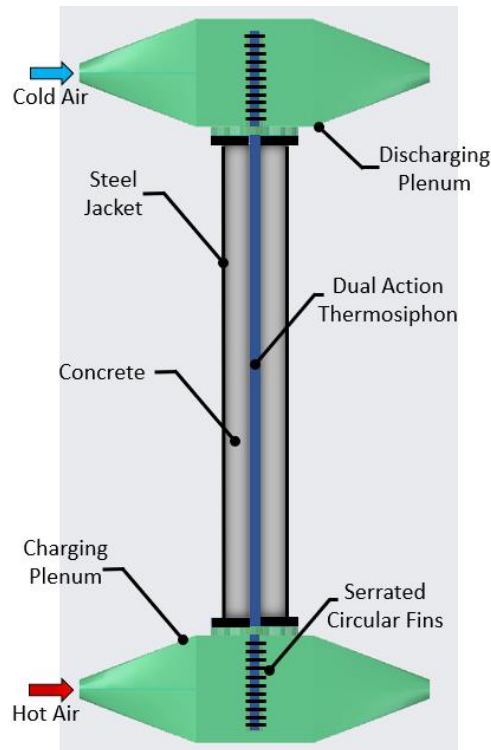 Cold Air
Discharging
Plenum
Steel
Jacket
Dual Action
Thermosiphon
Concrete
Charging
Plenum
Serrated
Circular Fins
Hot Air